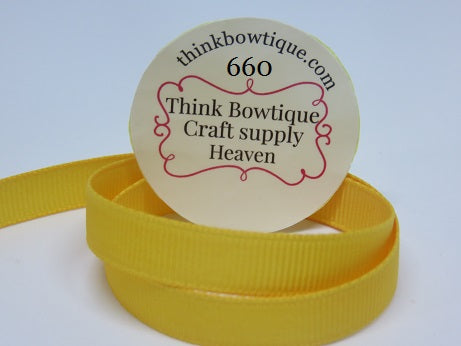 thinkbowtique.com
660
Think Bowtique
Craft supply
Heaven